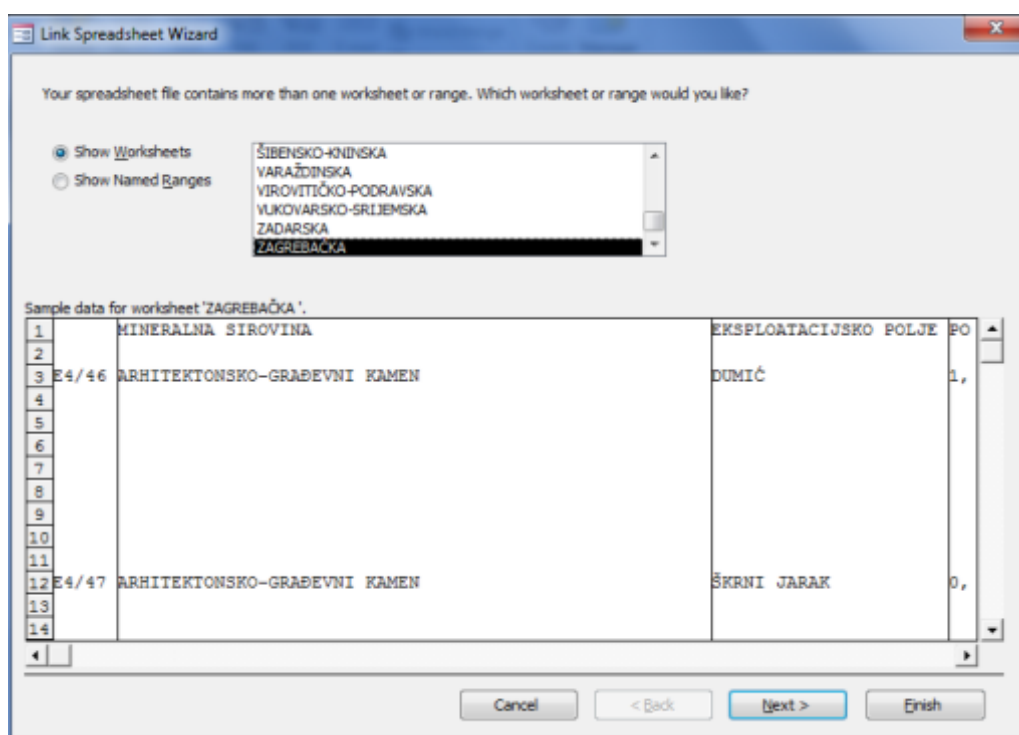 Link Spreadsheet Wizard
Your spreadsheet file contains more than one worksheet or range. Which worksheet or range would you like?
Show Worksheets
Show Named Ranges
ŠIBENSKO-KNINSKA
VARAŽDINSKA
VIROVITIČKO-PODRAVSKA
VUKOVARSKO-SRIJEMSKA
ZADARSKA
ZAGREBAČKA
Sample data for worksheet 'ZAGREBAČKA '.
1 MINERALNA SIROVINA EKSPLOATACIJSKO POLJE PO
2
3 E4/46 ARHITEKTONSKO-GRAĐEVNI KAMEN DUMIĆ 1,
4
5
6
7
8
9
10
11
12 E4/47 ARHITEKTONSKO-GRAĐEVNI KAMEN ŠKRNI JARAK 0,
13
14
Cancel < Back Next > Finish